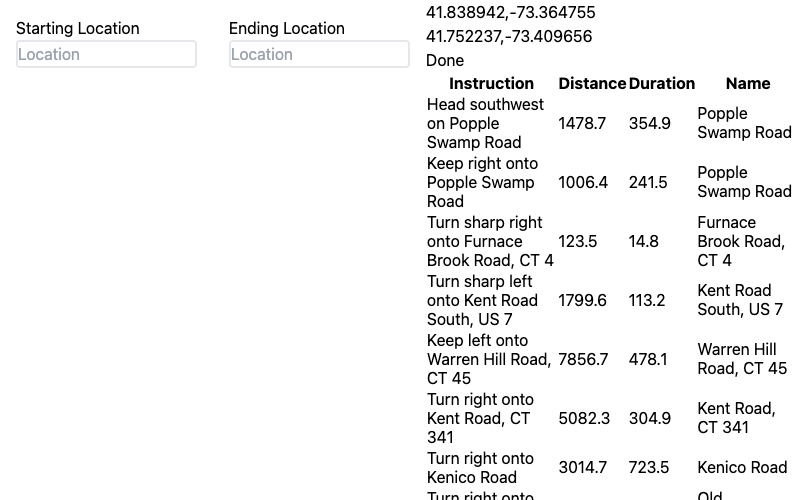 Starting Location
Location
Ending Location
Location
41.838942,-73.364755
41.752237,-73.409656
Done
Instruction Distance Duration Name
Head southwest
on Popple
Swamp Road
1478.7 354.9
Popple
Swamp Road
Keep right onto
Popple Swamp
Road
1006.4 241.5
Popple
Swamp Road
Turn sharp right
onto Furnace
Brook Road, CT 4
123.5 14.8
Furnace
Brook Road,
CT 4
Turn sharp left
onto Kent Road
South, US 7
1799.6 113.2
Kent Road
South, US 7
Keep left onto
Warren Hill Road,
CT 45
7856.7 478.1
Warren Hill
Road, CT 45
Turn right onto
Kent Road, CT
341
5082.3 304.9
Kent Road,
CT 341
Turn right onto
Kenico Road
3014.7 723.5
Kenico Road
Turn right onto
Old